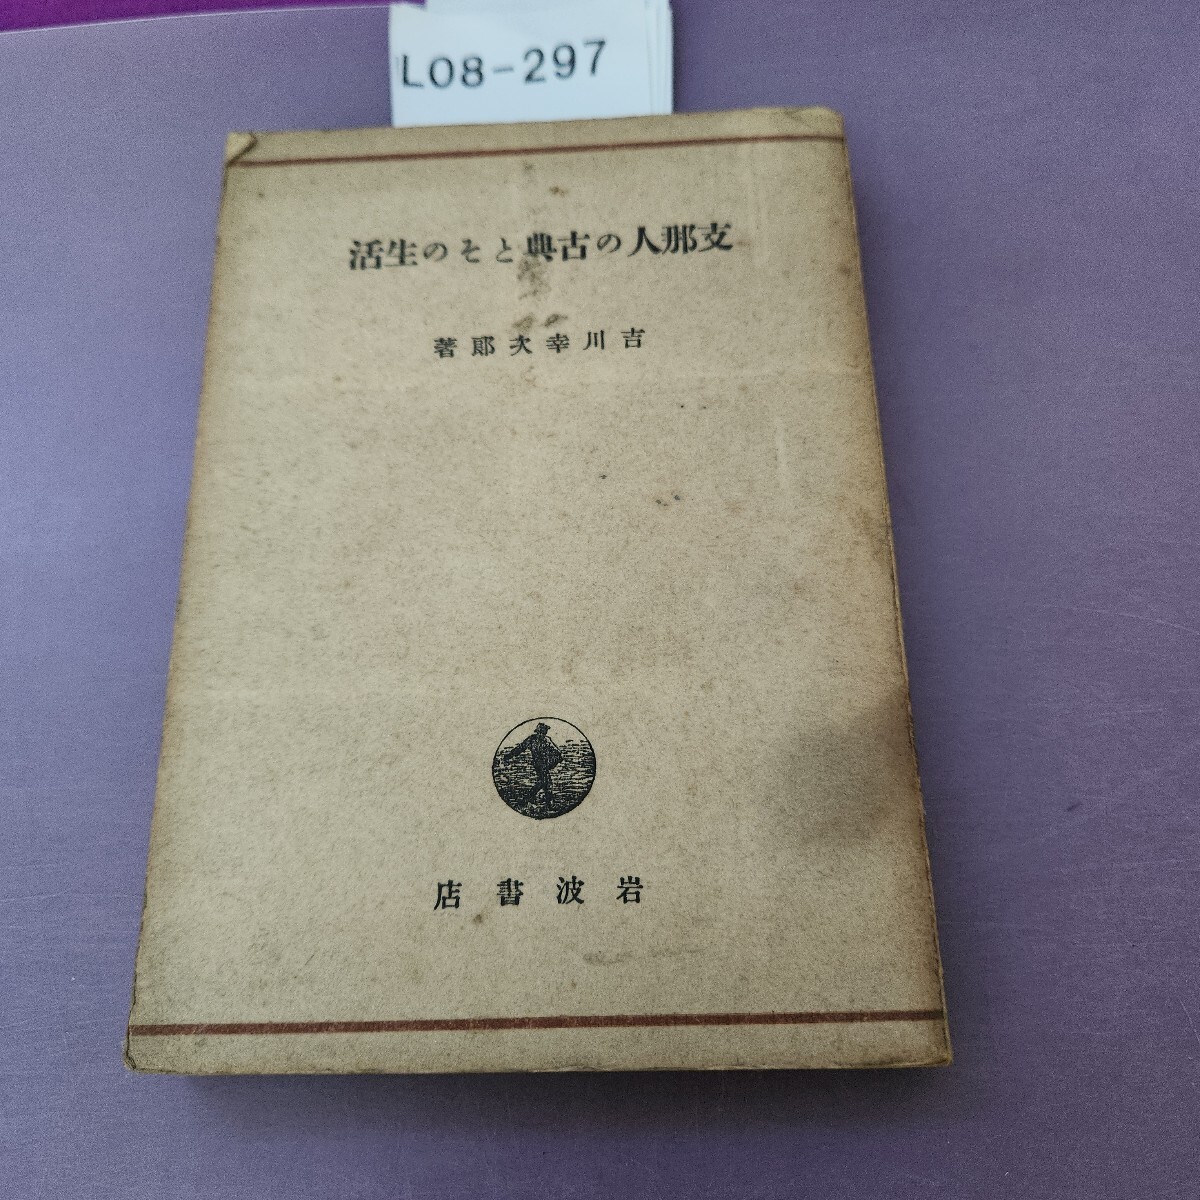 L08-297
支那人の古典とその生活
吉川幸次郎著
岩波書店